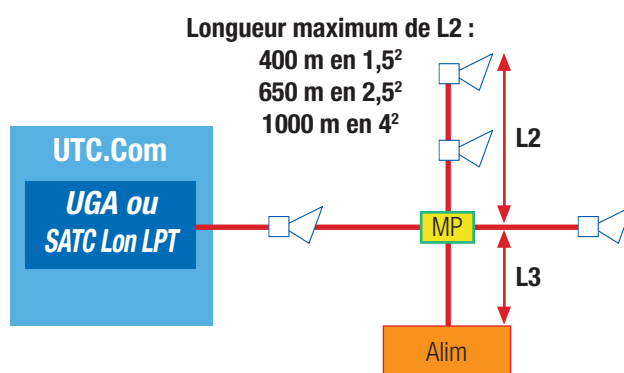 Longueur maximum de L2 :
400 m en 1,5²
650 m en 2,5²
1000 m en 4²
UTC.Com
UGA ou
SATC Lon LPT
L2
MP
L3
Alim